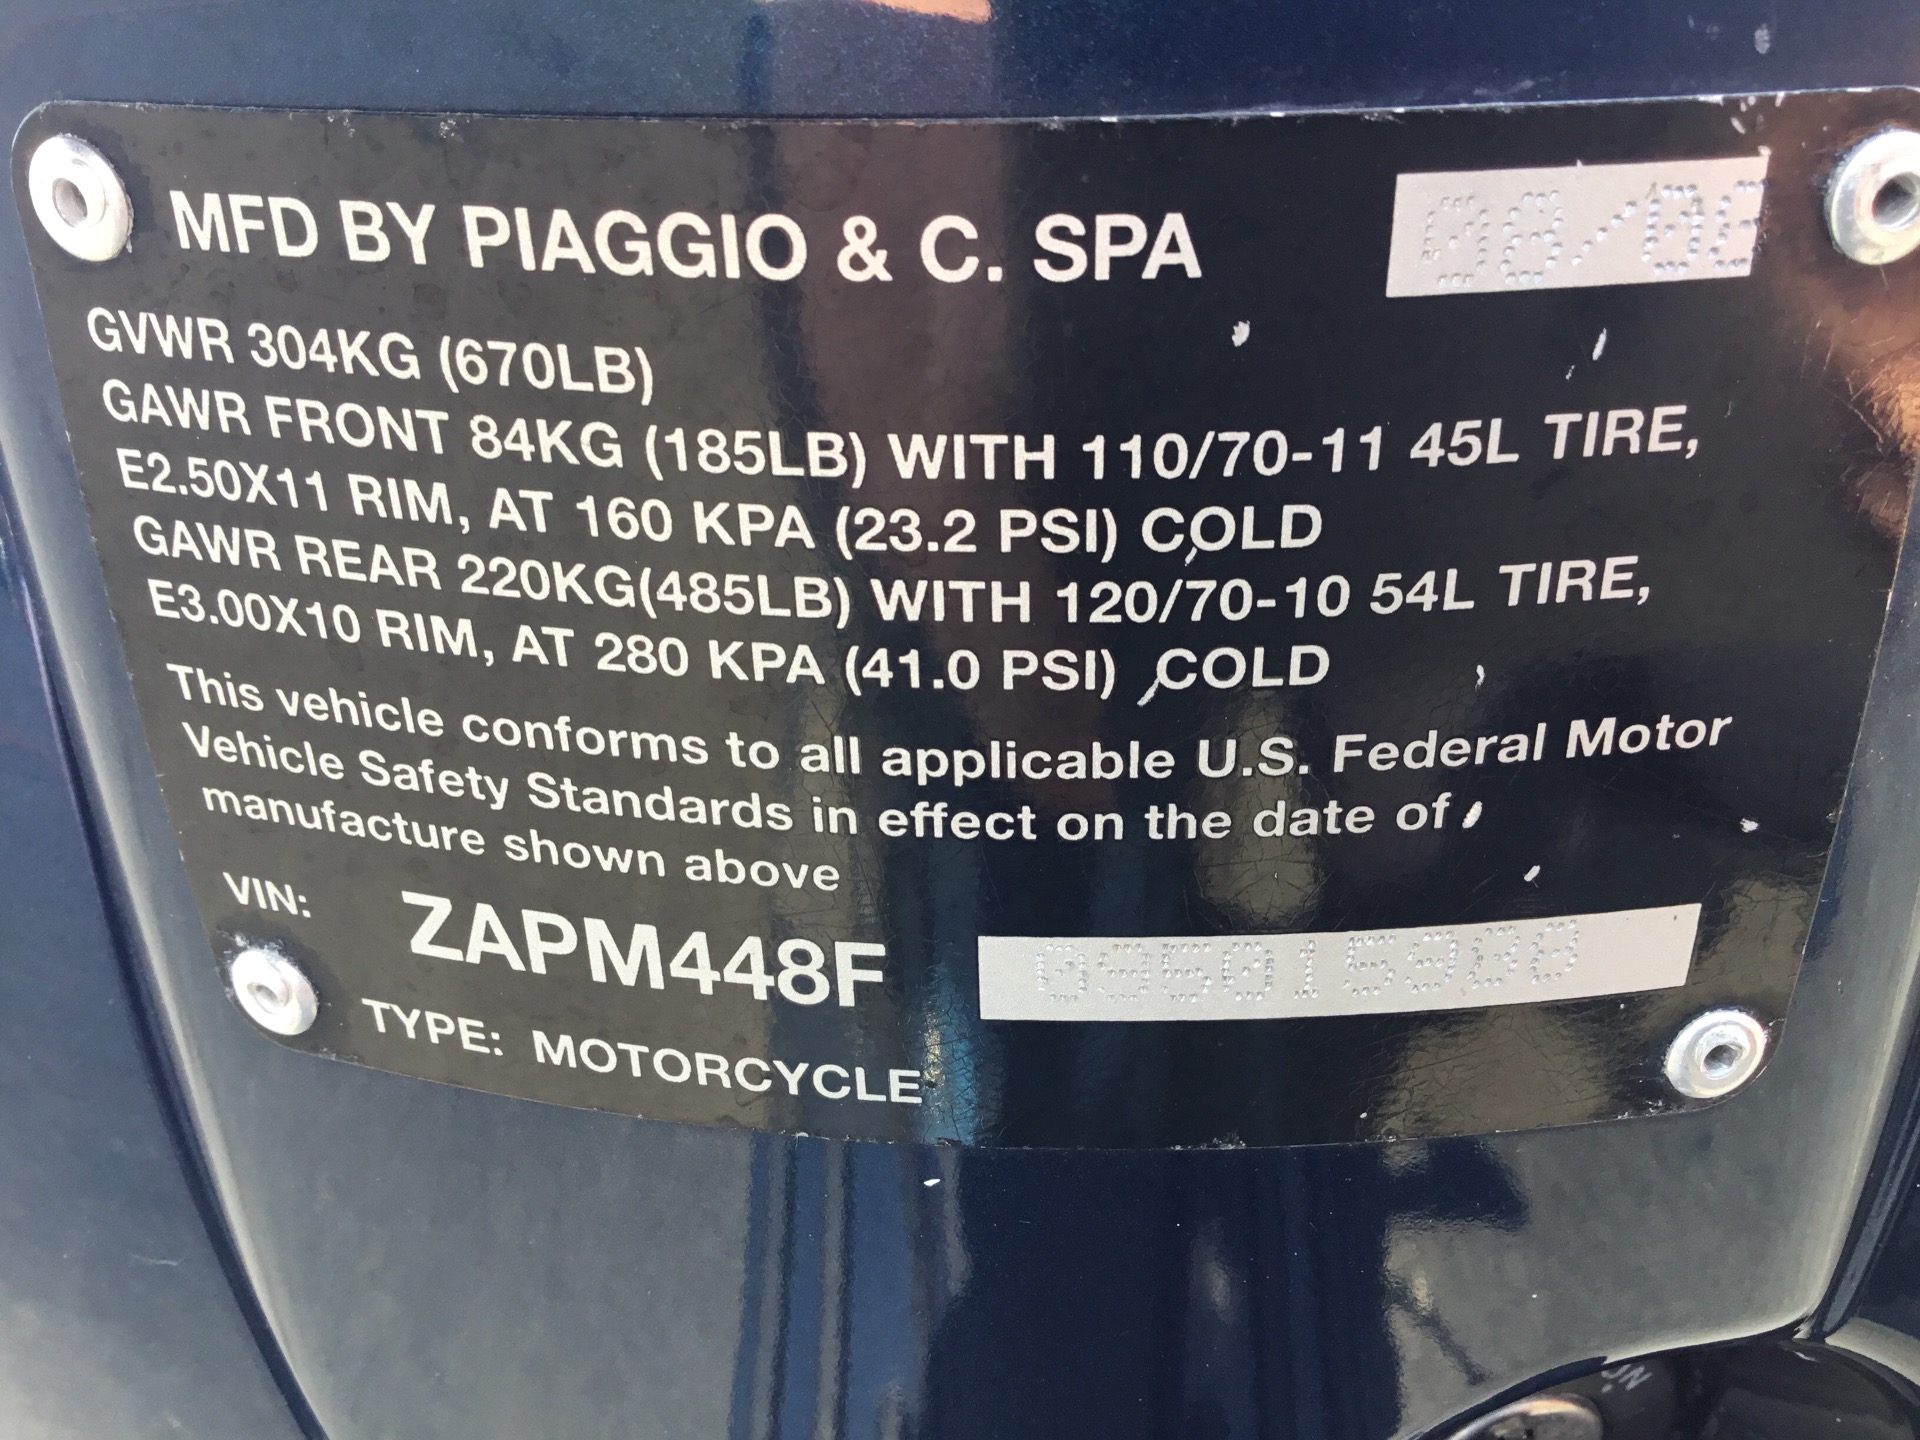 MFD BY PIAGGIO & C. SPA 08/08
GVWR 304KG (670LB)
GAWR FRONT 84KG (185LB) WITH 110/70-11 45L TIRE,
E2.50X11 RIM, AT 160 KPA (23.2 PSI) COLD
GAWR REAR 220KG(485LB) WITH 120/70-10 54L TIRE,
E3.00X10 RIM, AT 280 KPA (41.0 PSI) COLD
This vehicle conforms to all applicable U.S. Federal Motor
Vehicle Safety Standards in effect on the date of
manufacture shown above
VIN: ZAPM448F
TYPE: MOTORCYCLE